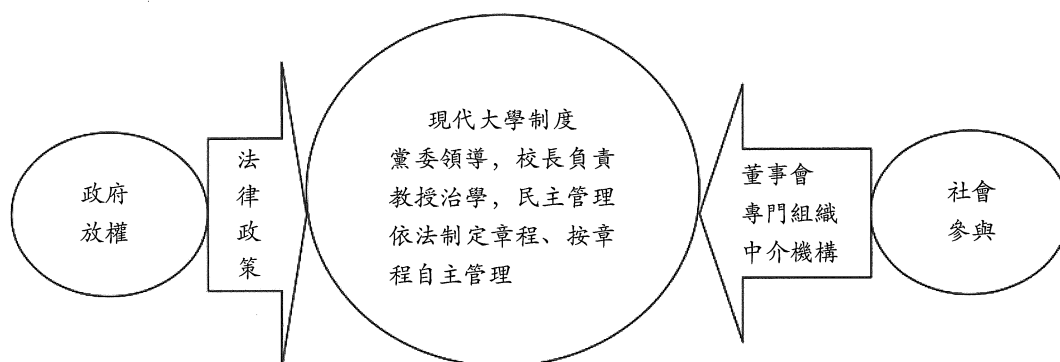 政府
放權
法
律
政
策
現代大學制度
黨委領導，校長負責
教授治學，民主管理
依法制定章程、按章
程自主管理
董事會
專門組織
中介機構
社會
參與